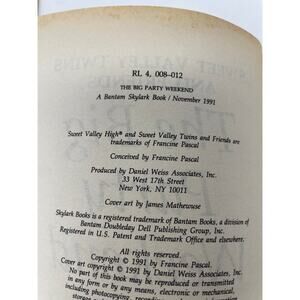 RL 4, 008-012
THE BIG PARTY WEEKEND
A Bantam Skylark Book / November 1991
Sweet Valley High® and Sweet Valley Twins and Friends are
trademarks of Francine Pascal
Conceived by Francine Pascal
Produced by Daniel Weiss Associates, Inc.
33 West 17th Street
New York, NY 10011
Cover art by James Mathewuse
Skylark Books is a registered trademark of Bantam Books, a division of
Bantam Doubleday Dell Publishing Group, Inc.
Registered in U.S. Patent and Trademark Office and elsewhere.
All rights reserved.
Copyright © 1991 by Francine Pascal
Cover art copyright © 1991 by Daniel Weiss Associates, Inc.
No part of this book may be reproduced or transmitted
in any form or by any means, electronic or mechanical,
including photocopying, recording,